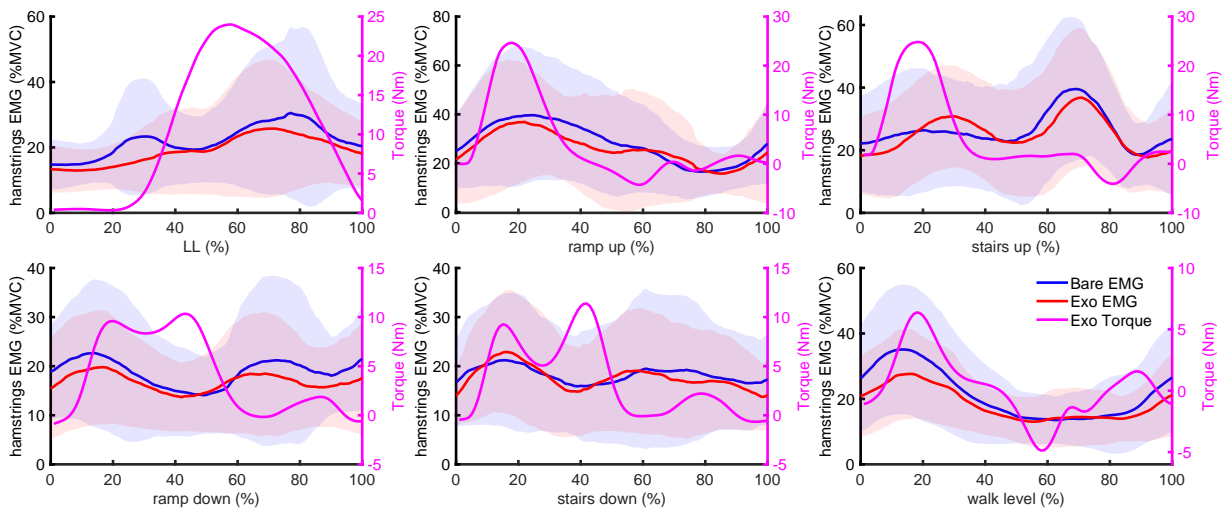 hamstrings EMG (%MVC)
60
40
20
0
0 20 40 60 80 100
LL (%)
25
20
15
10
5
0
Torque (Nm)
hamstrings EMG (%MVC)
80
60
40
20
0
0 20 40 60 80 100
ramp up (%)
30
20
10
0
-10
Torque (Nm)
hamstrings EMG (%MVC)
60
40
20
0
0 20 40 60 80 100
stairs up (%)
30
20
10
0
-10
Torque (Nm)
hamstrings EMG (%MVC)
40
30
20
10
0
0 20 40 60 80 100
ramp down (%)
15
10
5
0
-5
Torque (Nm)
hamstrings EMG (%MVC)
40
30
20
10
0
0 20 40 60 80 100
stairs down (%)
15
10
5
0
-5
Torque (Nm)
hamstrings EMG (%MVC)
60
40
20
0
0 20 40 60 80 100
walk level (%)
10
5
0
-5
Torque (Nm)
Bare EMG
Exo EMG
Exo Torque